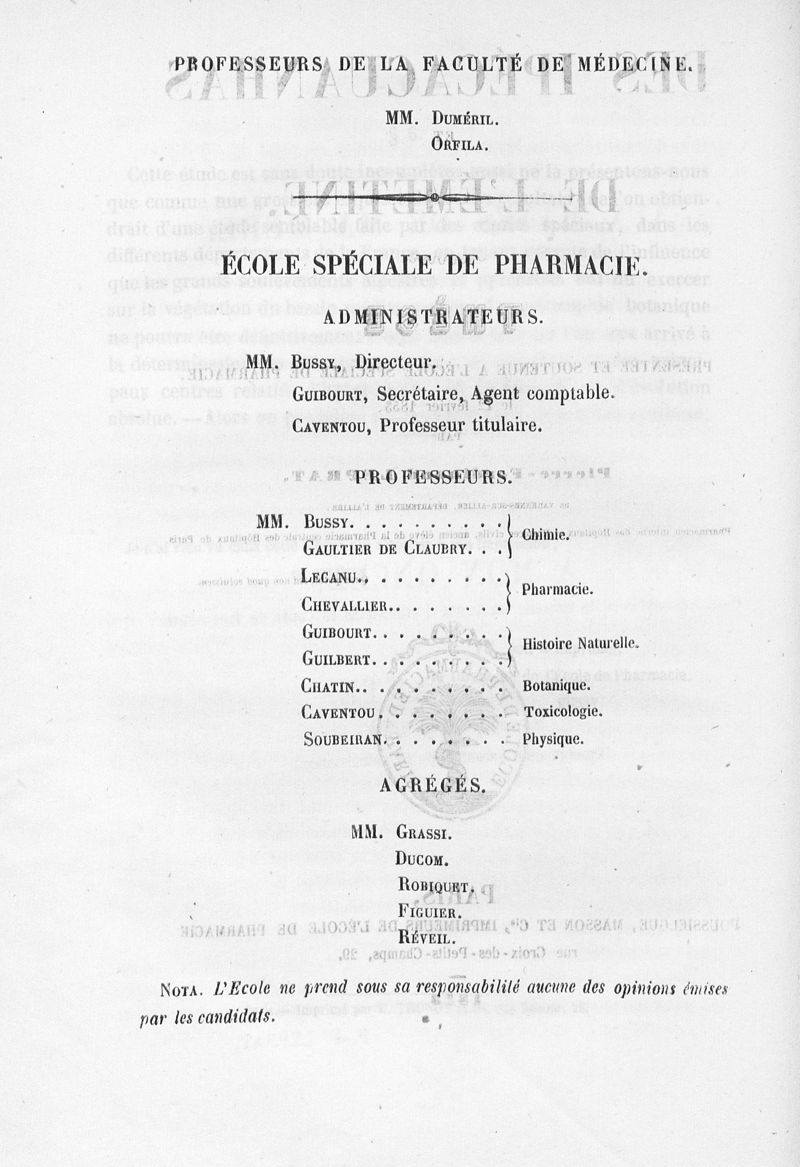 PROFESSEURS DE LA FACULTÉ DE MÉDECINE.
MM. DUMÉRIL.
ORFILA.
ÉCOLE SPÉCIALE DE PHARMACIE.
ADMINISTRATEURS.
MM. BUSSY, Directeur,
GUIBOURT, Secrétaire, Agent comptable.
CAVENTOU, Professeur titulaire.
PROFESSEURS.
MM. BUSSY. . . . . . . . . .
GAULTIER DE CLAUBRY. . . Chimie.
LECANU., . . . . . . . .
CHEVALLIER. . . . . . . . Pharmacie.
GUIBOURT. . . . . . . . .
GUILBERT. . . . . . . . . Histoire Naturelle.
CHATIN. . . . . . . . . . Botanique.
CAVENTOU . . . . . . . . Toxicologie.
SOUBEIRAN. . . . . . . . Physique.
AGRÉGÉS.
MM. GRASSI.
DUCOM.
ROBIQUET.
FIGUIER.
RÉVEIL.
NOTA. L'Ecole ne prend sous sa responsabililé aucune des opinions émises
par les candidats.